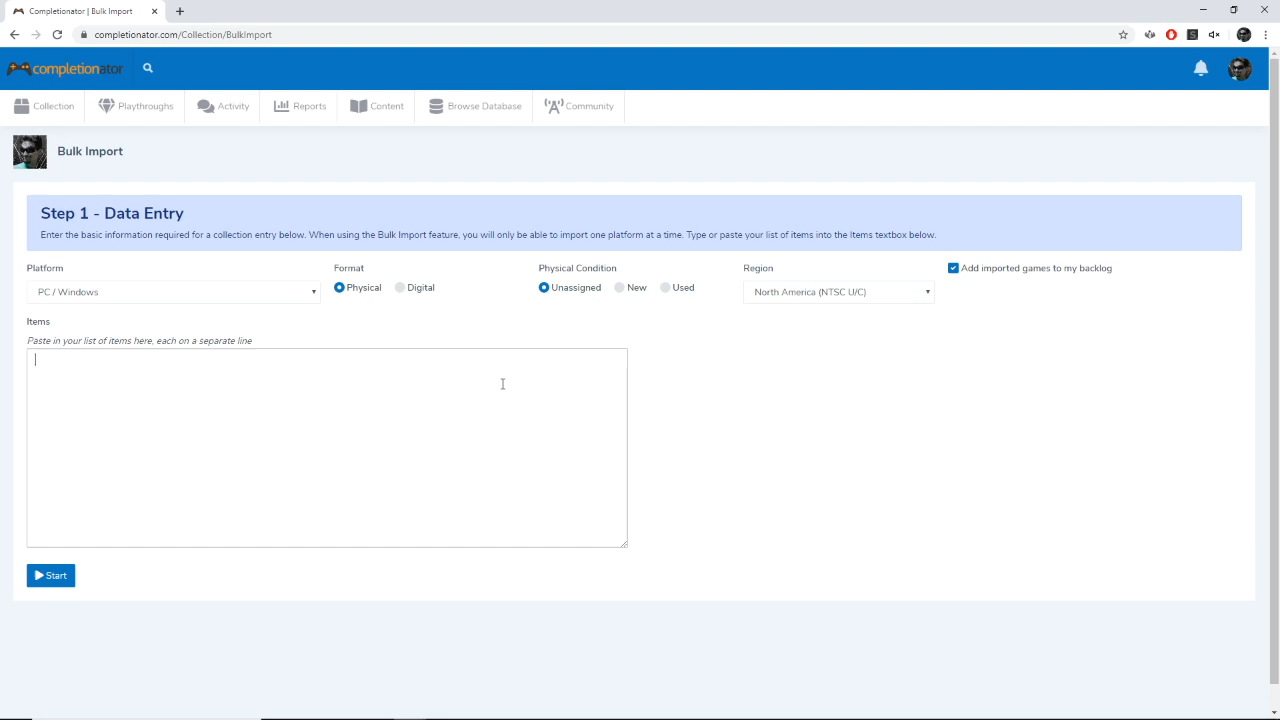 Completionator | Bulk Import
completionator.com/Collection/BulkImport
completionator
Collection Playthroughs Activity Reports Content Browse Database Community
Bulk Import
Step 1 - Data Entry
Enter the basic information required for a collection entry below. When using the Bulk Import feature, you will only be able to import one platform at a time. Type or paste your list of items into the Items textbox below.
Platform Format Physical Condition Region Add imported games to my backlog
PC / Windows Physical Digital Unassigned New Used North America (NTSC U/C)
Items
Paste in your list of items here, each on a separate line
Start